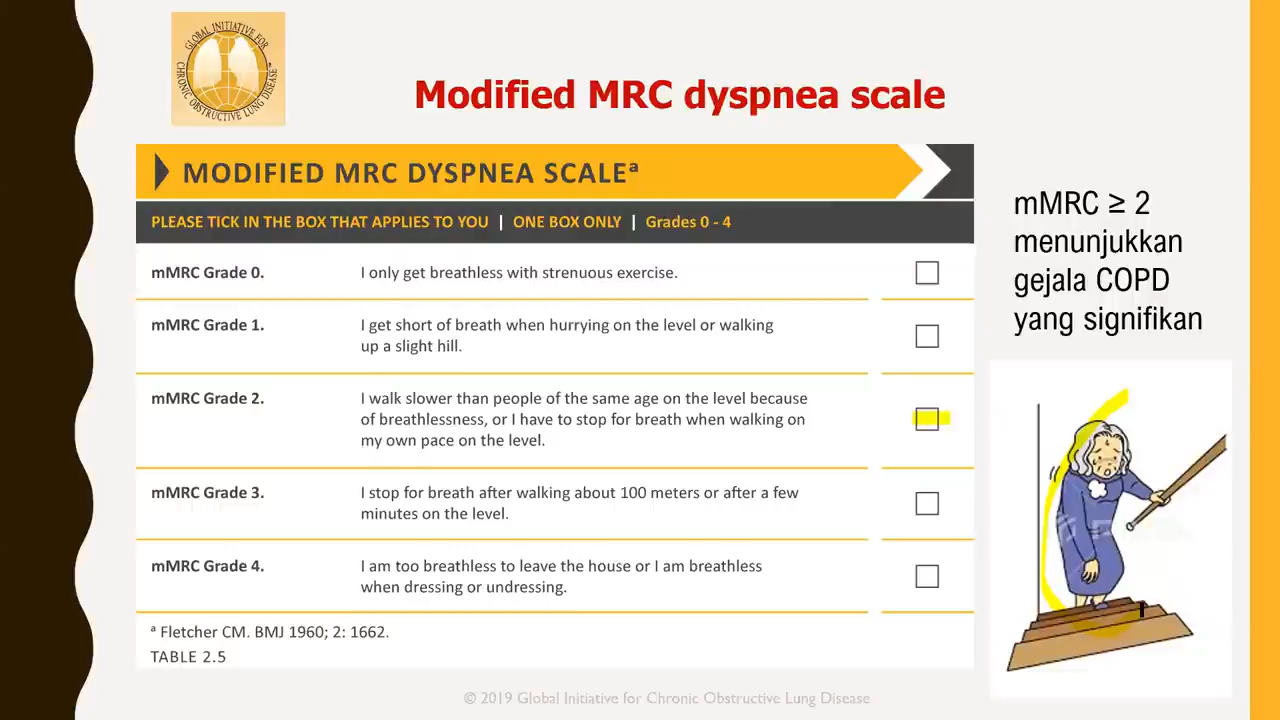 GLOBAL INITIATIVE FOR
CHRONIC OBSTRUCTIVE LUNG DISEASE
Modified MRC dyspnea scale
MODIFIED MRC DYSPNEA SCALEª
PLEASE TICK IN THE BOX THAT APPLIES TO YOU | ONE BOX ONLY | Grades 0 - 4
mMRC Grade 0. I only get breathless with strenuous exercise.
mMRC Grade 1. I get short of breath when hurrying on the level or walking
up a slight hill.
mMRC Grade 2. I walk slower than people of the same age on the level because
of breathlessness, or I have to stop for breath when walking on
my own pace on the level.
mMRC Grade 3. I stop for breath after walking about 100 meters or after a few
minutes on the level.
mMRC Grade 4. I am too breathless to leave the house or I am breathless
when dressing or undressing.
ª Fletcher CM. BMJ 1960; 2: 1662.
TABLE 2.5
mMRC ≥ 2
menunjukkan
gejala COPD
yang signifikan
© 2019 Global Initiative for Chronic Obstructive Lung Disease